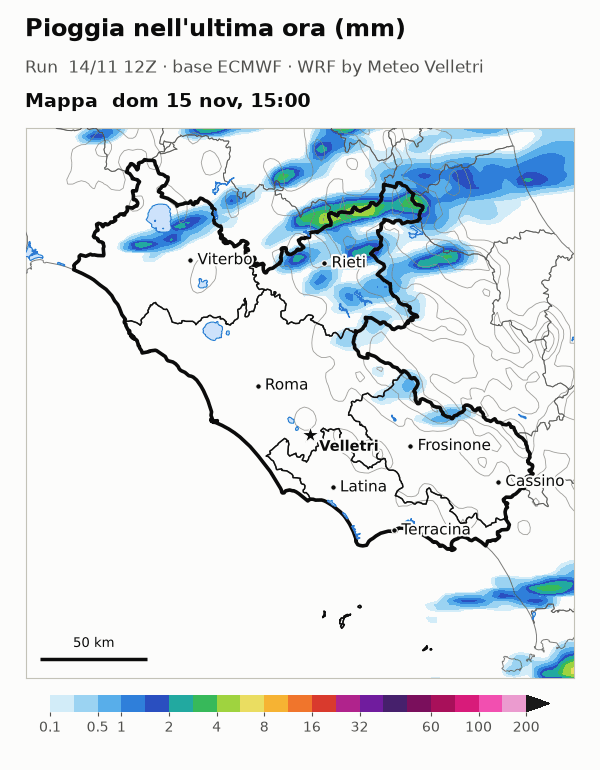 Pioggia nell'ultima ora (mm)
Run  14/11 12Z · base ECMWF · WRF by Meteo Velletri
Mappa  dom 15 nov, 15:00
Viterbo
Rieti
Roma
Velletri
Frosinone
Latina
Cassino
Terracina
50 km
0.1 0.5 1 2 4 8 16 32 60 100 200